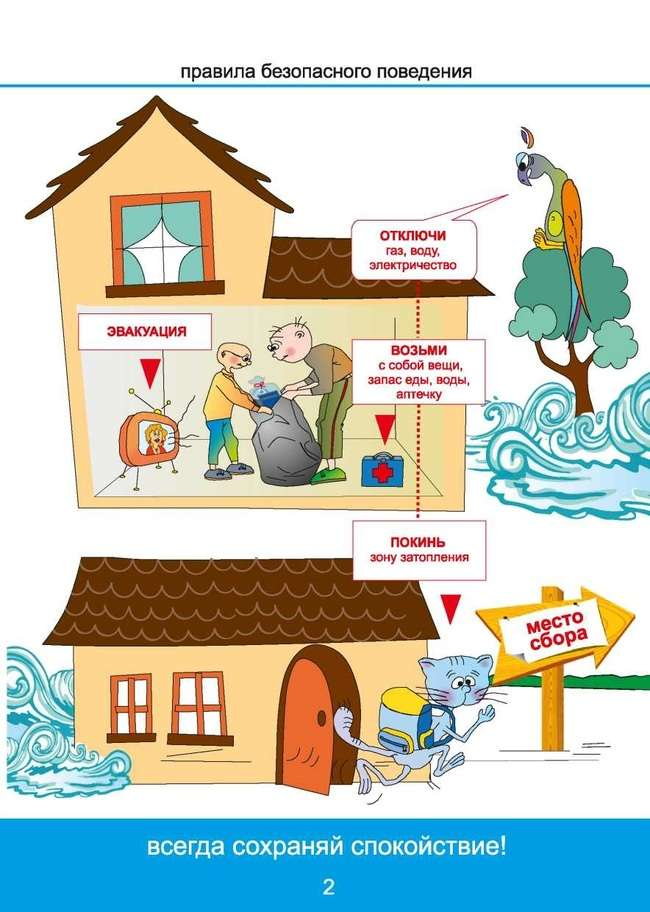 правила безопасного поведения
ОТКЛЮЧИ
газ, воду,
электричество
ЭВАКУАЦИЯ
ВОЗЬМИ
с собой вещи,
запас еды, воды,
аптечку
ПОКИНЬ
зону затопления
место
сбора
всегда сохраняй спокойствие!
2